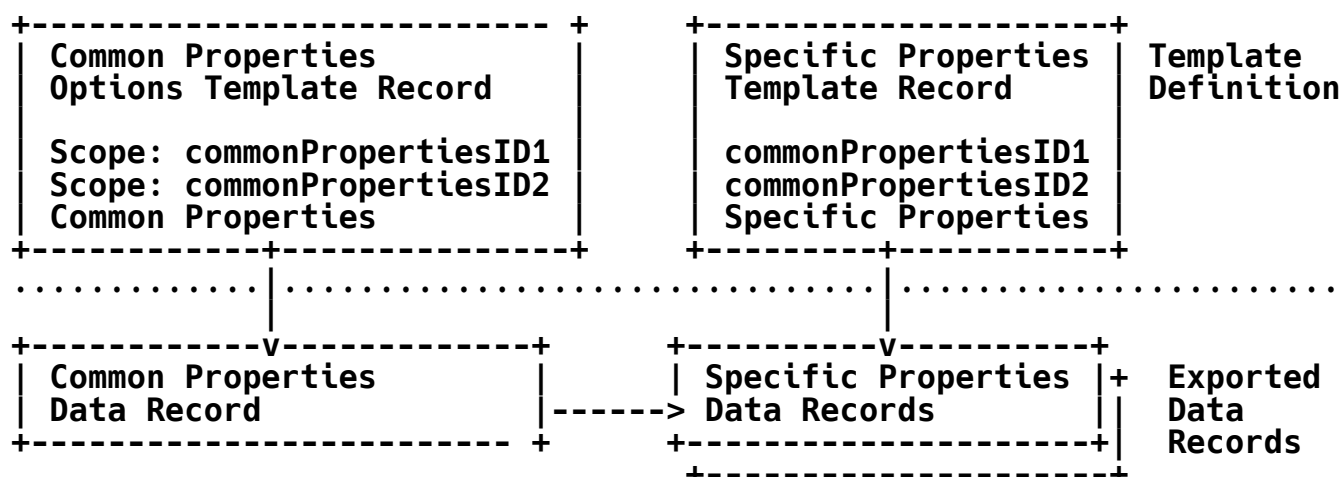 +--------------------------- +      +---------------------+
| Common Properties          |      | Specific Properties | Template
| Options Template Record    |      | Template Record     | Definition
|                            |      |                     |
| Scope: commonPropertiesID1 |      | commonPropertiesID1 |
| Scope: commonPropertiesID2 |      | commonPropertiesID2 |
| Common Properties          |      | Specific Properties |
+------------+---------------+      +---------+-----------+
.............|...............................|.......................
             |                               |
+------------v-------------+      +----------v----------+
| Common Properties        |      | Specific Properties |+  Exported
| Data Record              |------> Data Records        ||  Data
+------------------------- +      +---------------------+|  Records
                                   +---------------------+